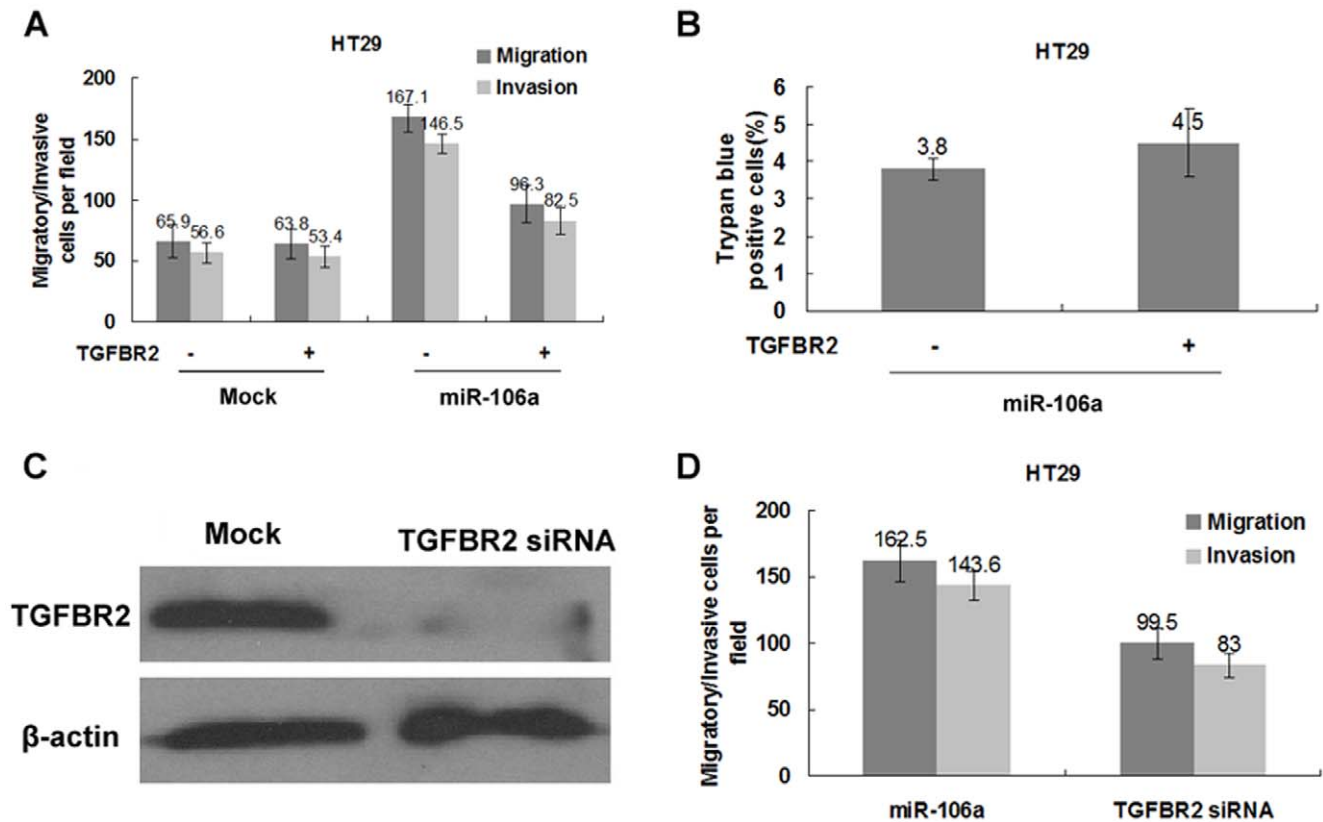 A
HT29
Migration
Invasion
Migratory/Invasive
cells per field
200
150
100
50
0
65.9
56.6
63.8
53.4
167.1
146.5
96.3
82.5
TGFBR2 - + - +
Mock miR-106a
B
HT29
Trypan blue
positive cells(%)
6
5
4
3
2
1
0
3.8
4.5
TGFBR2 - +
miR-106a
C
Mock TGFBR2 siRNA
TGFBR2
β-actin
D
HT29
Migration
Invasion
Migratory/Invasive cells per
field
200
150
100
50
0
162.5
143.6
99.5
83
miR-106a TGFBR2 siRNA